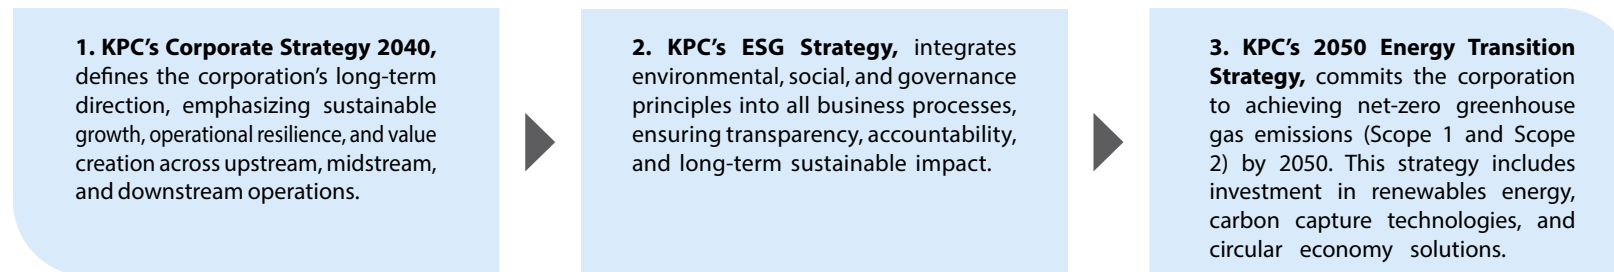 1. KPC’s Corporate Strategy 2040,
defines the corporation’s long-term
direction, emphasizing sustainable
growth, operational resilience, and value
creation across upstream, midstream,
and downstream operations.
2. KPC’s ESG Strategy, integrates
environmental, social, and governance
principles into all business processes,
ensuring transparency, accountability,
and long-term sustainable impact.
3. KPC’s 2050 Energy Transition
Strategy, commits the corporation
to achieving net-zero greenhouse
gas emissions (Scope 1 and Scope
2) by 2050. This strategy includes
investment in renewables energy,
carbon capture technologies, and
circular economy solutions.